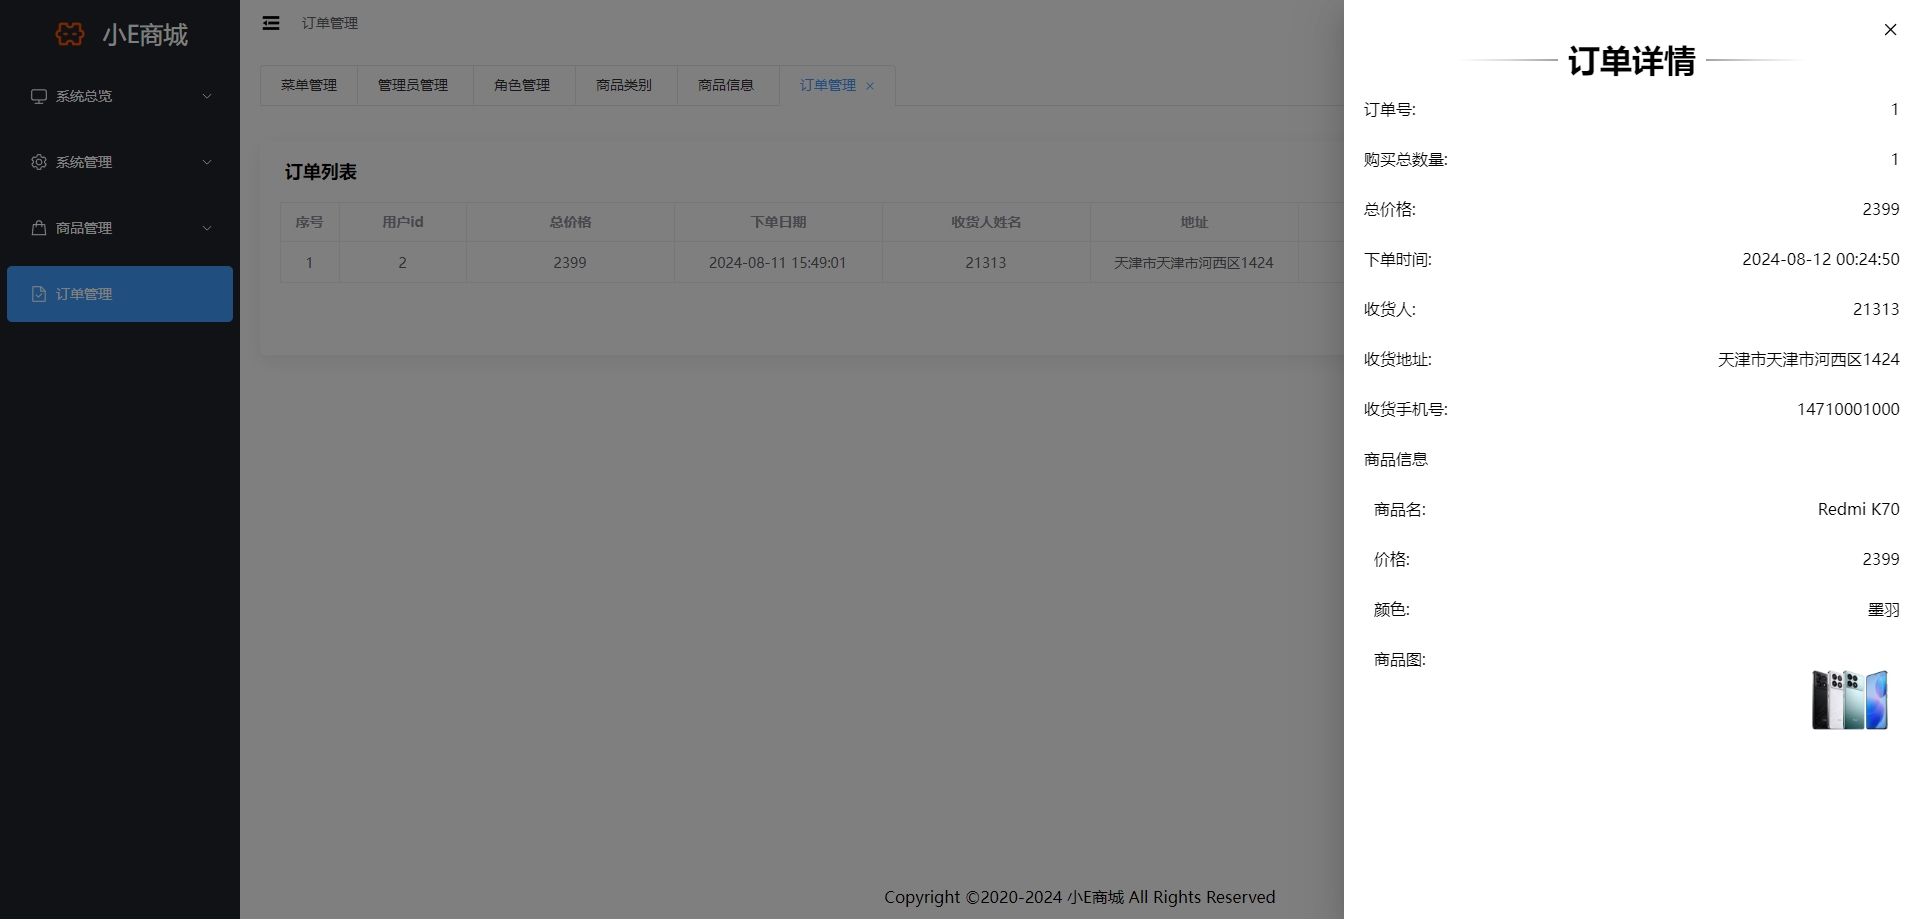 小E商城
系统总览
系统管理
商品管理
订单管理
订单管理
菜单管理 管理员管理 角色管理 商品类别 商品信息 订单管理 ×
订单列表
序号 用户id 总价格 下单日期 收货人姓名 地址
1 2 2399 2024-08-11 15:49:01 21313 天津市天津市河西区1424
Copyright ©2020-2024 小E商城 All Rights Reserved
订单详情
订单号: 1
购买总数量: 1
总价格: 2399
下单时间: 2024-08-12 00:24:50
收货人: 21313
收货地址: 天津市天津市河西区1424
收货手机号: 14710001000
商品信息
商品名: Redmi K70
价格: 2399
颜色: 墨羽
商品图: